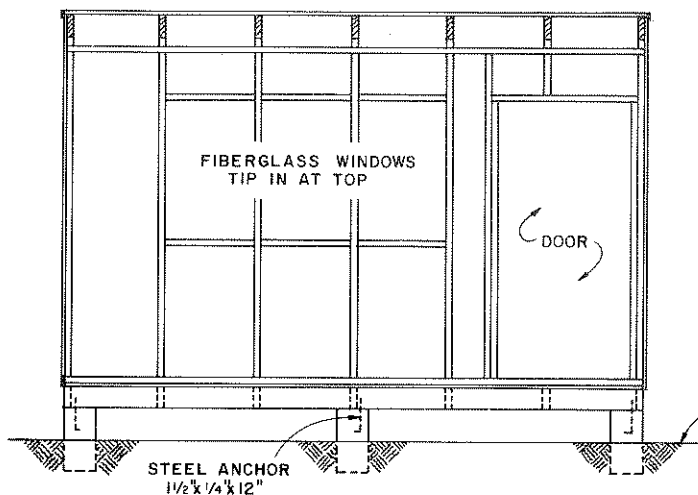 FIBERGLASS WINDOWS
TIP IN AT TOP
DOOR
STEEL ANCHOR
1 1/2" x 1/4" x 12"